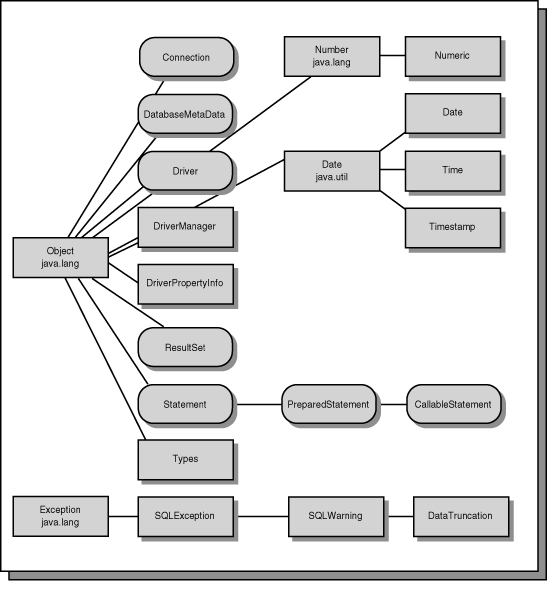 Connection
Number
java.lang
Numeric
DatabaseMetaData
Date
Driver
Date
java.util
Time
DriverManager
Timestamp
Object
java.lang
DriverPropertyInfo
ResultSet
Statement
PreparedStatement
CallableStatement
Types
Exception
java.lang
SQLException
SQLWarning
DataTruncation